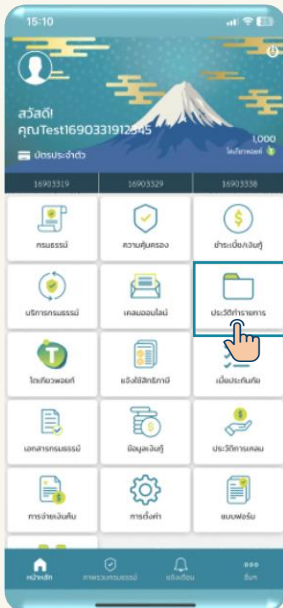 15:10
สวัสดี!
คุณTest1690331912345
1,000
โตเกียวพอยท์
บัตรประจำตัว
16903319 16903329 16903338
กรมธรรม์ ความคุ้มครอง ชำระเบี้ย/เงินกู้
บริการกรมธรรม์ เคลมออนไลน์ ประวัติทำรายการ
โตเกียวพอยท์ แจ้งใช้สิทธิภาษี เบี้ยประกันภัย
เอกสารกรมธรรม์ ข้อมูลเงินกู้ ประวัติการเคลม
การจ่ายเงินคืน การตั้งค่า แบบฟอร์ม
หน้าหลัก ภาพรวมกรมธรรม์ แจ้งเตือน อื่นๆ